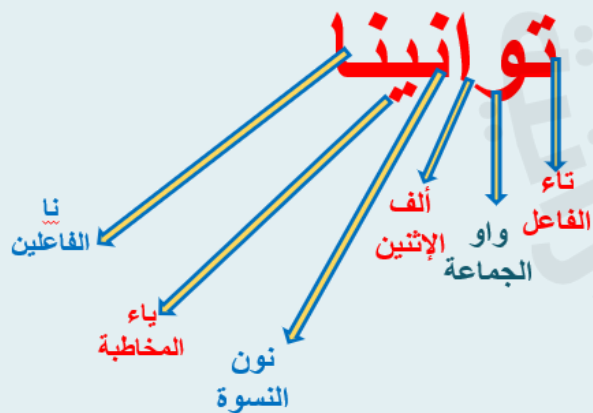 توانينا
تاء
الفاعل
واو
الجماعة
ألف
الإثنين
نون
النسوة
ياء
المخاطبة
نا
الفاعلين